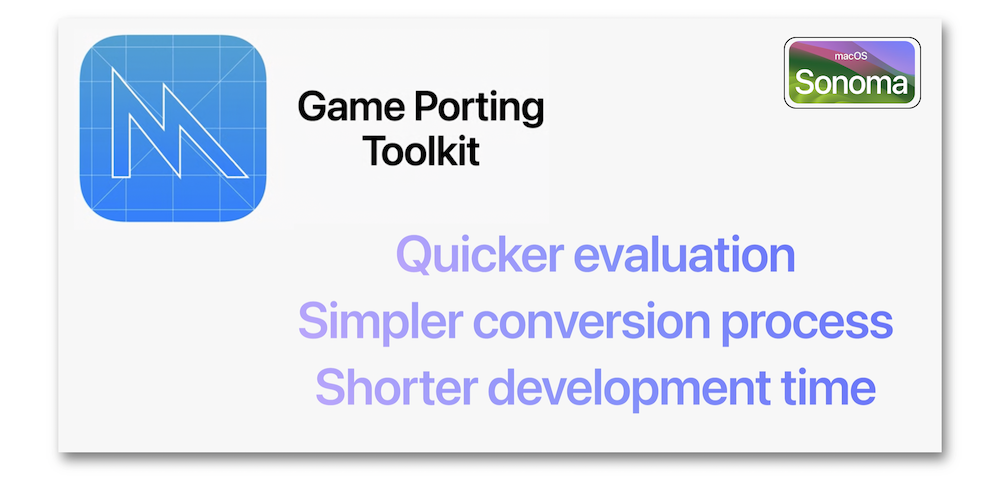 macOS
Sonoma
Game Porting
Toolkit
Quicker evaluation
Simpler conversion process
Shorter development time